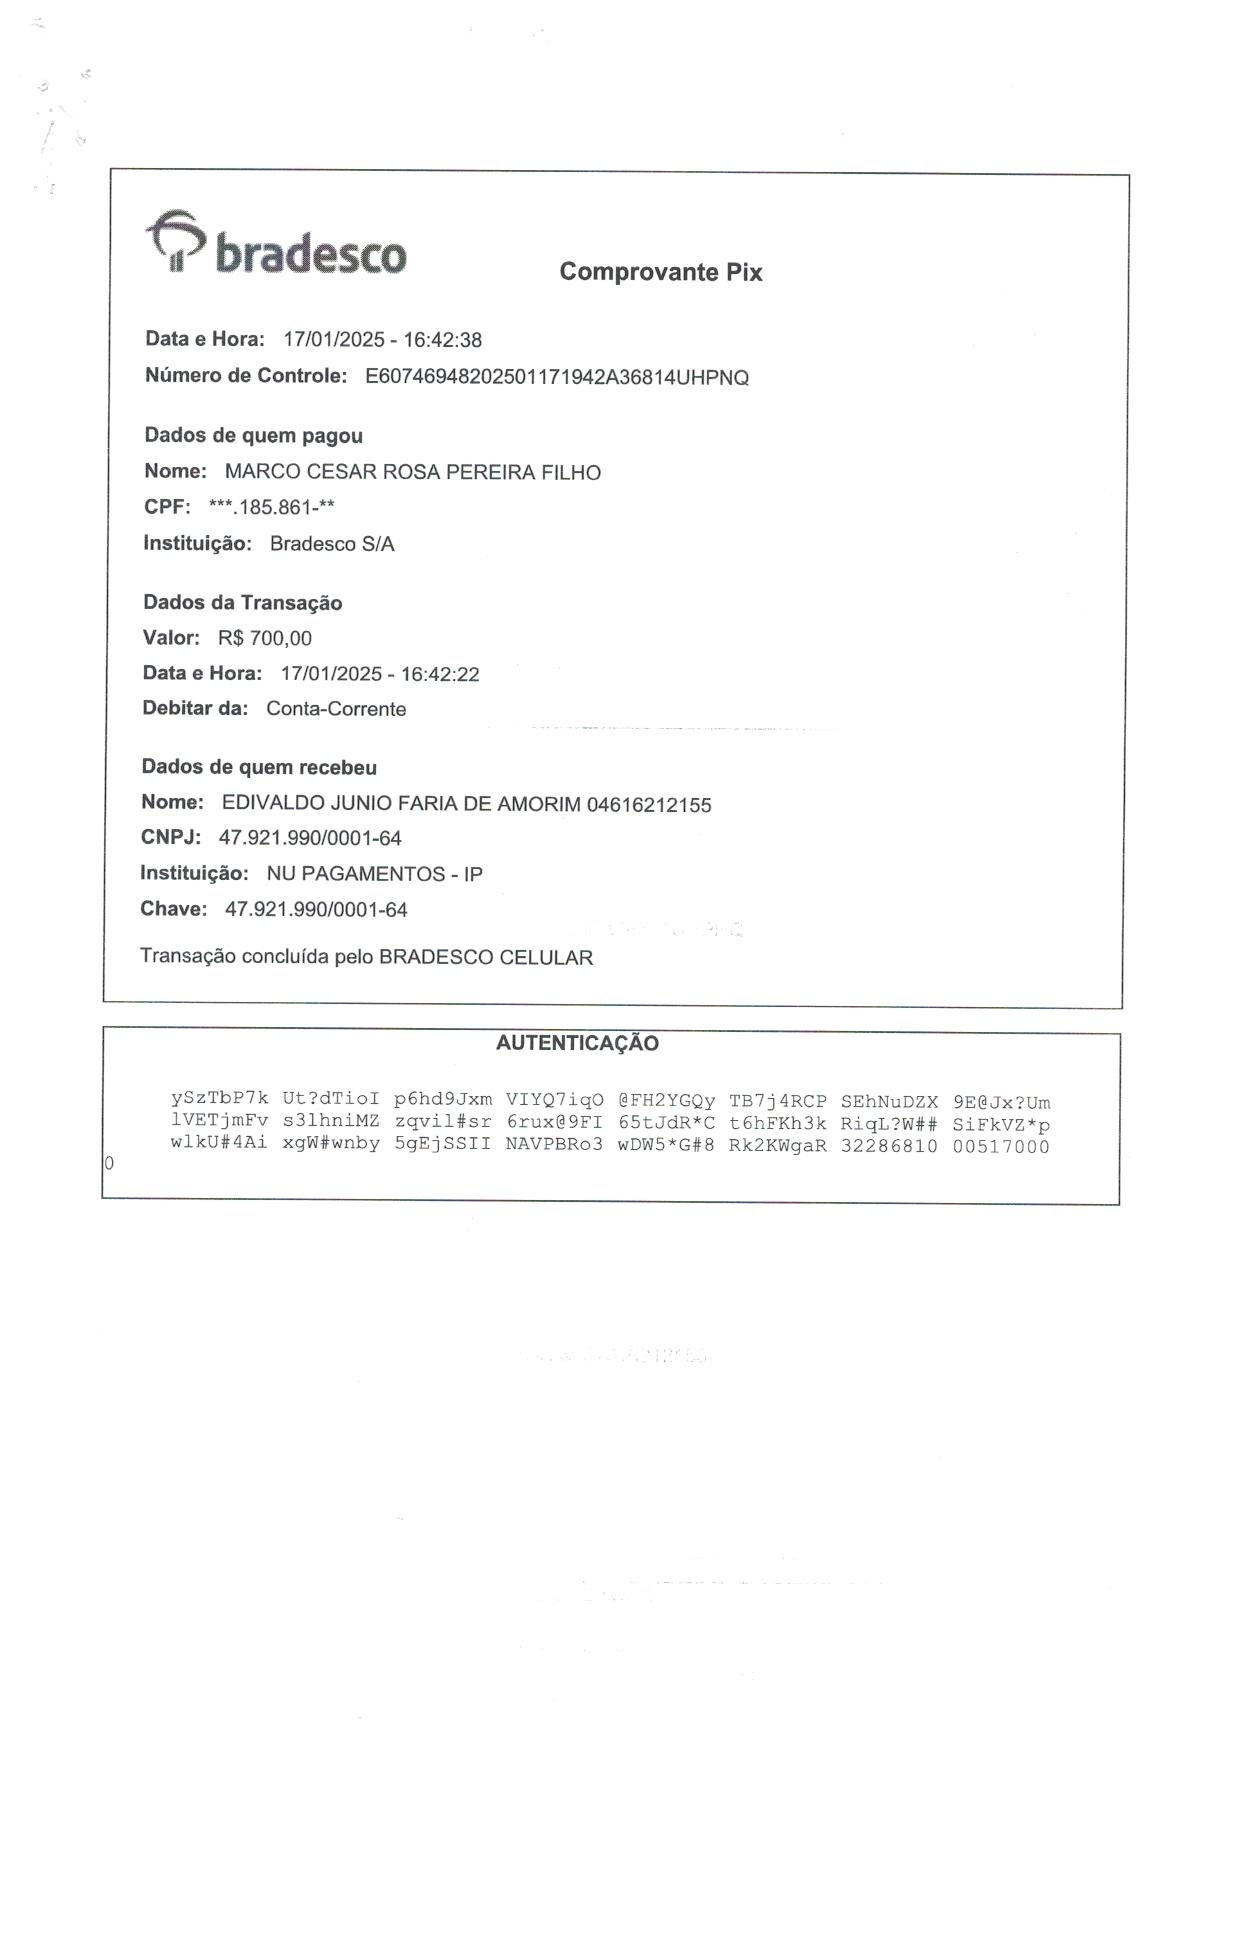 bradesco
Comprovante Pix
Data e Hora: 17/01/2025 - 16:42:38
Número de Controle: E60746948202501171942A36814UHPNQ
Dados de quem pagou
Nome: MARCO CESAR ROSA PEREIRA FILHO
CPF: ***.185.861-**
Instituição: Bradesco S/A
Dados da Transação
Valor: R$ 700,00
Data e Hora: 17/01/2025 - 16:42:22
Debitar da: Conta-Corrente
Dados de quem recebeu
Nome: EDIVALDO JUNIO FARIA DE AMORIM 04616212155
CNPJ: 47.921.990/0001-64
Instituição: NU PAGAMENTOS - IP
Chave: 47.921.990/0001-64
Transação concluída pelo BRADESCO CELULAR
AUTENTICAÇÃO
ySzTbP7k Ut?dTioI p6hd9Jxm VIYQ7iqO @FH2YGQy TB7j4RCP SEhNuDZX 9E@Jx?Um
lVETjmFv s3lhniMZ zqvil#sr 6rux@9FI 65tJdR*C t6hFKh3k RiqL?W## SiFkVZ*p
wlkU#4Ai xgW#wnby 5gEjSSII NAVPBRo3 wDW5*G#8 Rk2KWgaR 32286810 00517000
0